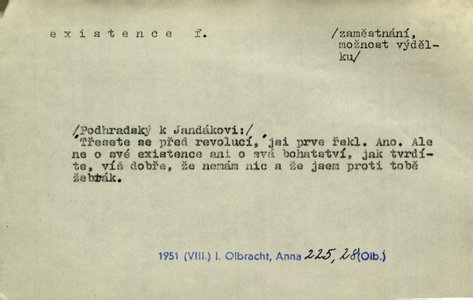 existence f.
/zaměstnání,
možnost výděl-
ku/
/Podhradský k Jandákovi:/
'Třesete se před revolucí,' jsi prve řekl. Ano. Ale
ne o své existence ani o svá bohatství, jak tvrdí-
te, víš dobře, že nemám nic a že jsem proti tobě
žebrák.
1951 (VIII.) I. Olbracht, Anna 225, 28 (Olb.)